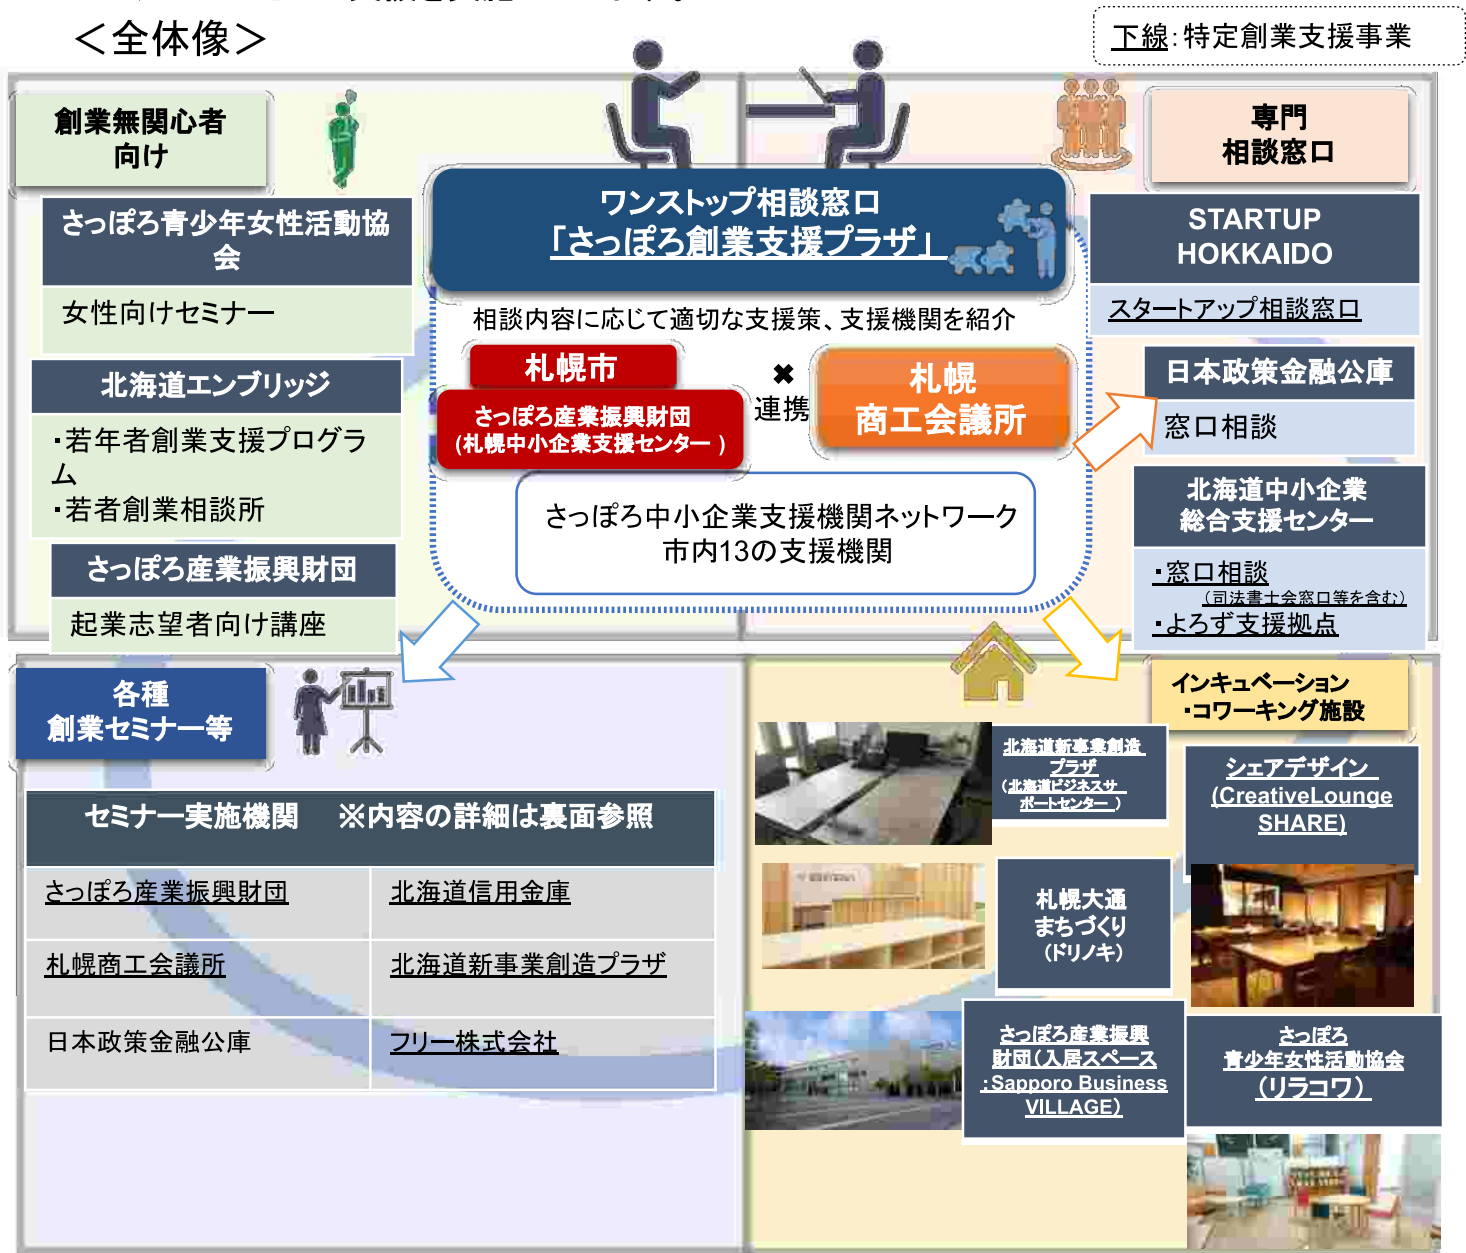 ＜全体像＞
下線：特定創業支援事業
創業無関心者
向け
さっぽろ青少年女性活動協
会
女性向けセミナー
北海道エンブリッジ
・若年者創業支援プログラ
ム
・若者創業相談所
さっぽろ産業振興財団
起業志望者向け講座
ワンストップ相談窓口
「さっぽろ創業支援プラザ」
相談内容に応じて適切な支援策、支援機関を紹介
札幌市
さっぽろ産業振興財団
(札幌中小企業支援センター )
✖
連携
札幌
商工会議所
さっぽろ中小企業支援機関ネットワーク
市内13の支援機関
専門
相談窓口
STARTUP
HOKKAIDO
スタートアップ相談窓口
日本政策金融公庫
窓口相談
北海道中小企業
総合支援センター
・窓口相談
（司法書士会窓口等を含む）
・よろず支援拠点
各種
創業セミナー等
セミナー実施機関　※内容の詳細は裏面参照
さっぽろ産業振興財団
北海道信用金庫
札幌商工会議所
北海道新事業創造プラザ
日本政策金融公庫
フリー株式会社
インキュベーション
・コワーキング施設
北海道新事業創造
プラザ
（北海道ビジネスサ
ポートセンター ）
シェアデザイン
(CreativeLounge
SHARE)
札幌大通
まちづくり
（ドリノキ）
さっぽろ産業振興
財団（入居スペース
：Sapporo Business
VILLAGE）
さっぽろ
青少年女性活動協会
（リラコワ）